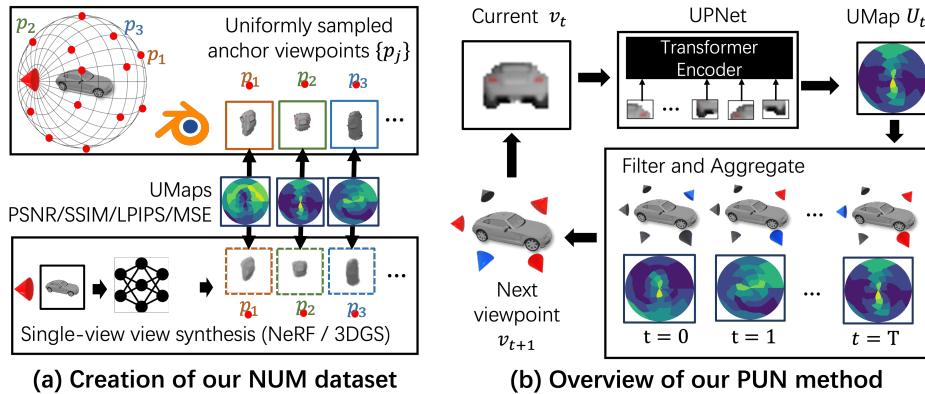 p₂
p₃
p₁
Uniformly sampled
anchor viewpoints {pⱼ}
p₁ p₂ p₃
...
UMaps
PSNR/SSIM/LPIPS/MSE
...
p₁ p₂ p₃
Single-view view synthesis (NeRF / 3DGS)
(a) Creation of our NUM dataset
Current vₜ
UPNet
UMap Uₜ
Transformer
Encoder
...
Filter and Aggregate
...
...
Next
viewpoint
vₜ₊₁
t = 0 t = 1 t = T
(b) Overview of our PUN method